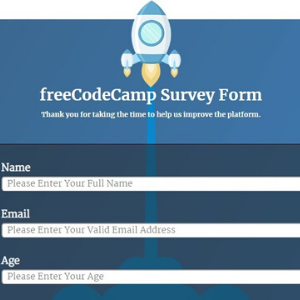 freeCodeCamp Survey Form
Thank you for taking the time to help us improve the platform.
Name
Please Enter Your Full Name
Email
Please Enter Your Valid Email Address
Age
Please Enter Your Age